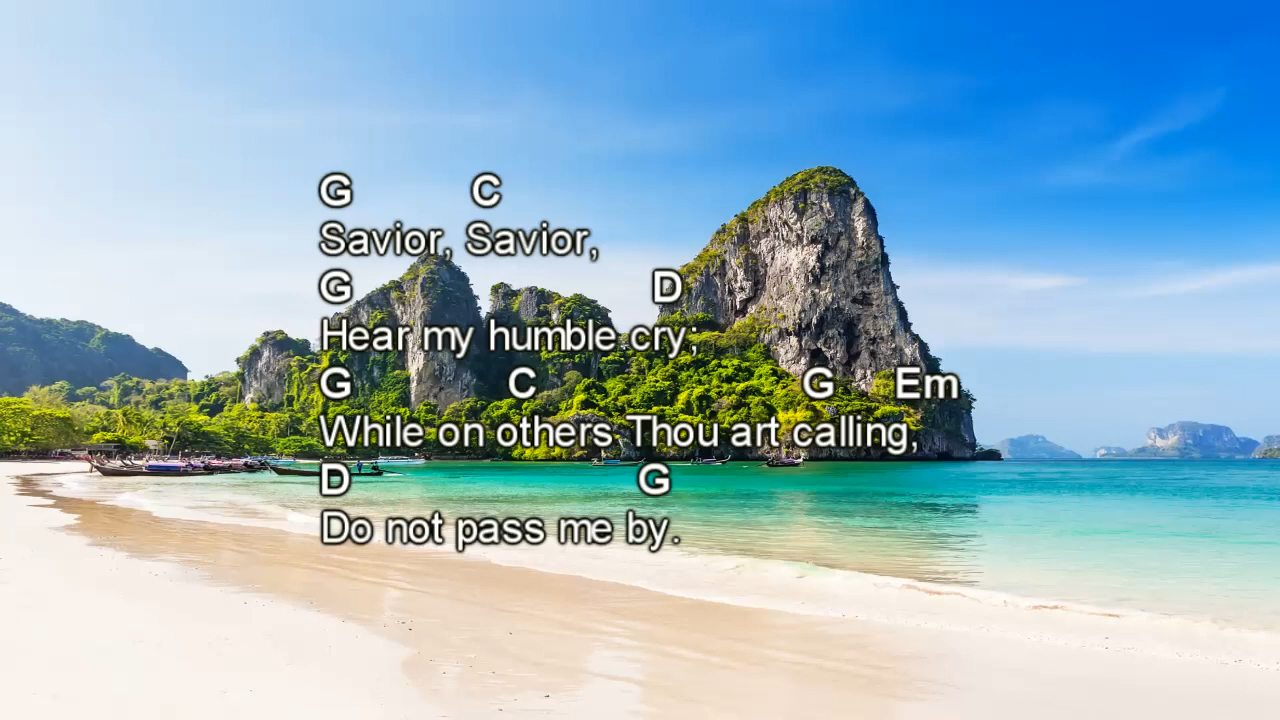 G C
Savior, Savior,
G D
Hear my humble cry;
G C G Em
While on others Thou art calling,
D G
Do not pass me by.